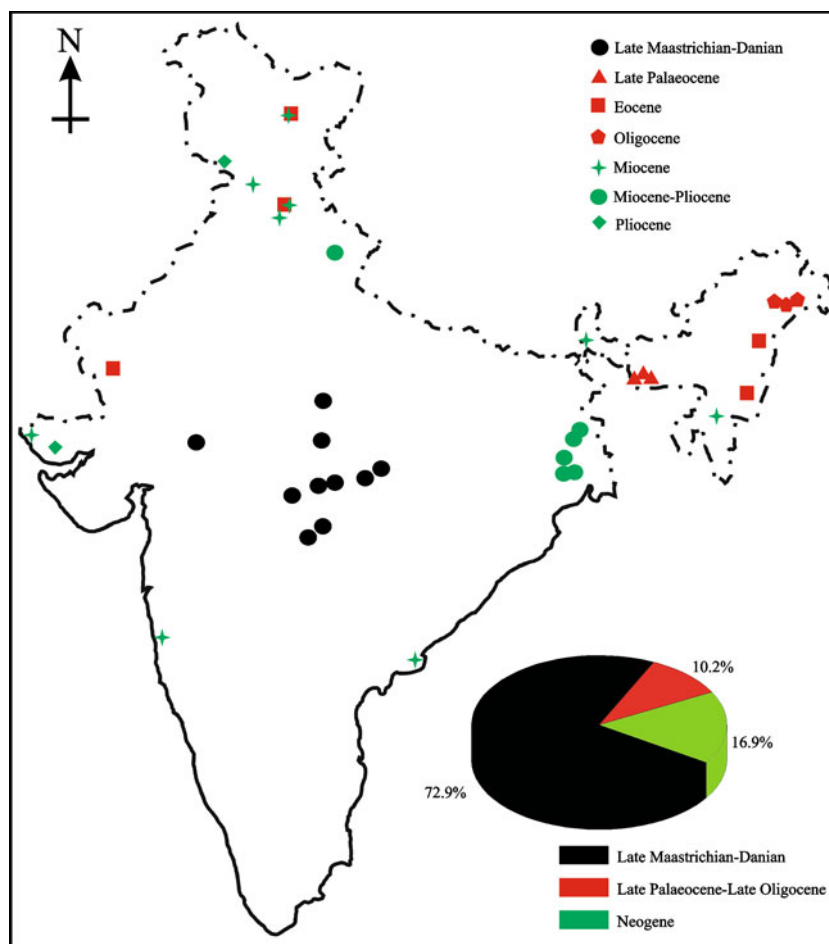 N
Late Maastrichian-Danian
Late Palaeocene
Eocene
Oligocene
Miocene
Miocene-Pliocene
Pliocene
10.2%
16.9%
72.9%
Late Maastrichian-Danian
Late Palaeocene-Late Oligocene
Neogene